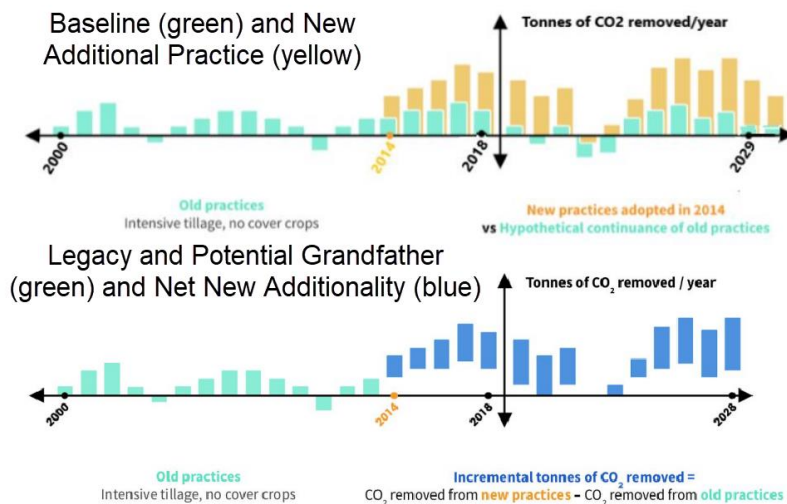 Baseline (green) and New
Additional Practice (yellow)
Tonnes of CO2 removed/year
2000
2014
2018
2029
Old practices
Intensive tillage, no cover crops
New practices adopted in 2014
vs Hypothetical continuance of old practices
Legacy and Potential Grandfather
(green) and Net New Additionality (blue)
Tonnes of CO₂ removed / year
2000
2014
2018
2028
Old practices
Intensive tillage, no cover crops
Incremental tonnes of CO₂ removed =
CO₂ removed from new practices – CO₂ removed from old practices